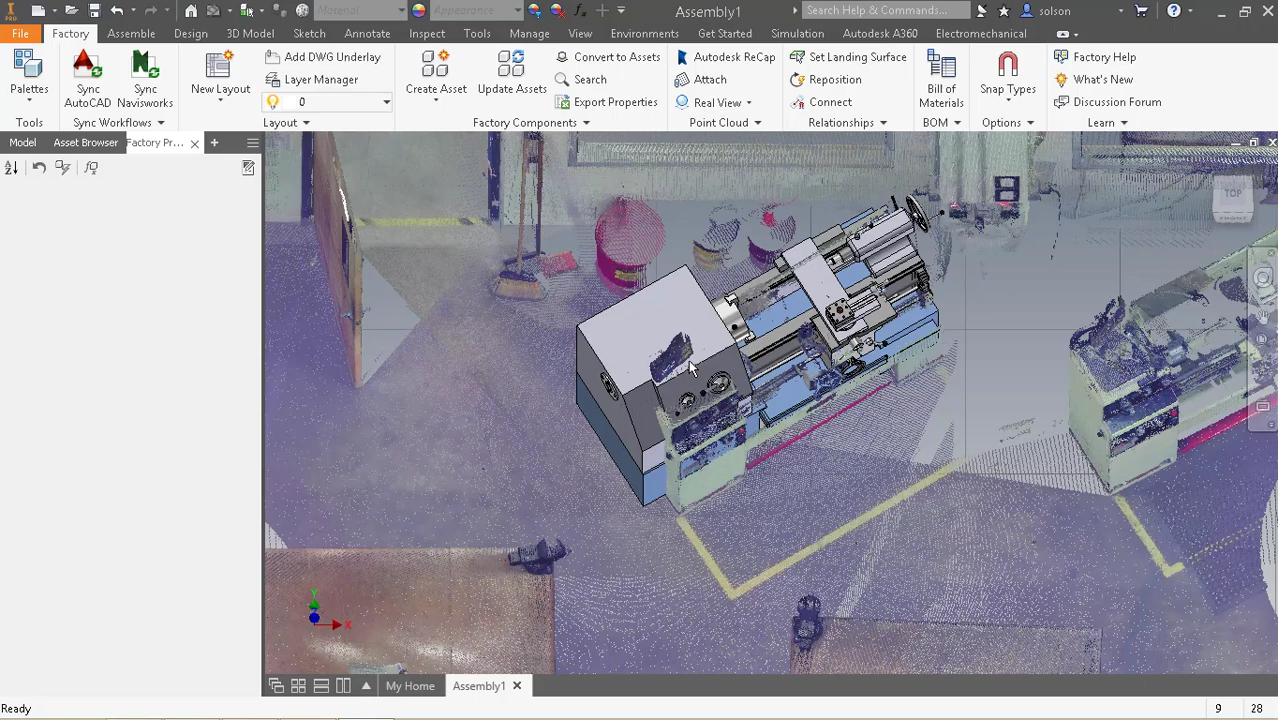 PRO
Material
Appearance
Assembly1
Search Help & Commands...
solson
File
Factory
Assemble
Design
3D Model
Sketch
Annotate
Inspect
Tools
Manage
View
Environments
Get Started
Simulation
Autodesk A360
Electromechanical
Palettes
Tools
Sync AutoCAD
Sync Navisworks
Sync Workflows
New Layout
Add DWG Underlay
Layer Manager
0
Layout
Create Asset
Update Assets
Convert to Assets
Search
Export Properties
Factory Components
Autodesk ReCap
Attach
Real View
Point Cloud
Set Landing Surface
Reposition
Connect
Relationships
Bill of Materials
BOM
Snap Types
Options
Factory Help
What's New
Discussion Forum
Learn
Model
Asset Browser
Factory Pr...
TOP
Y
X
My Home
Assembly1
Ready
9
28